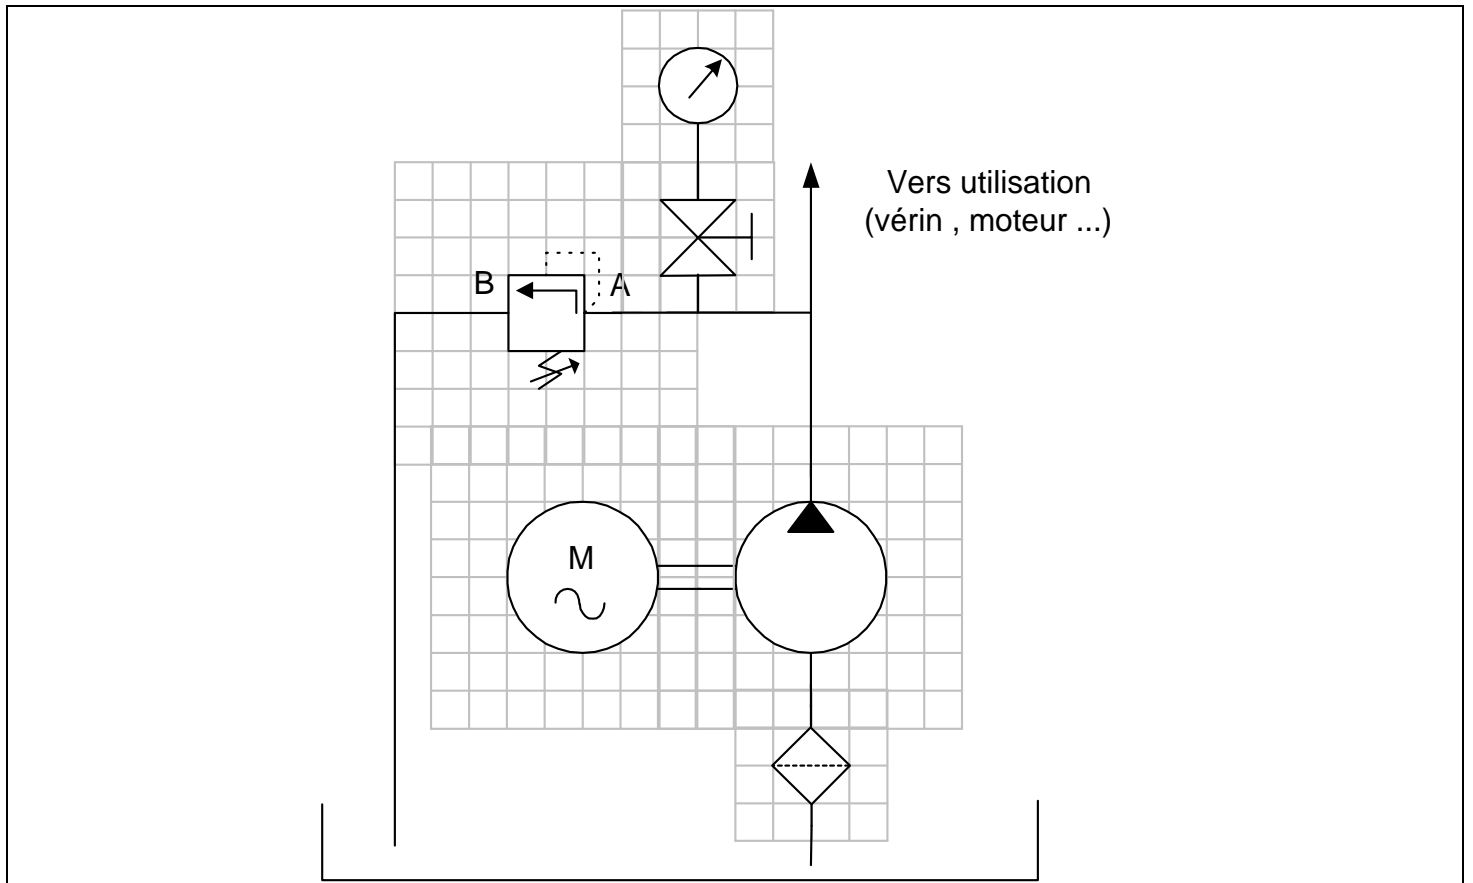 Vers utilisation
(vérin , moteur ...)
B
A
M